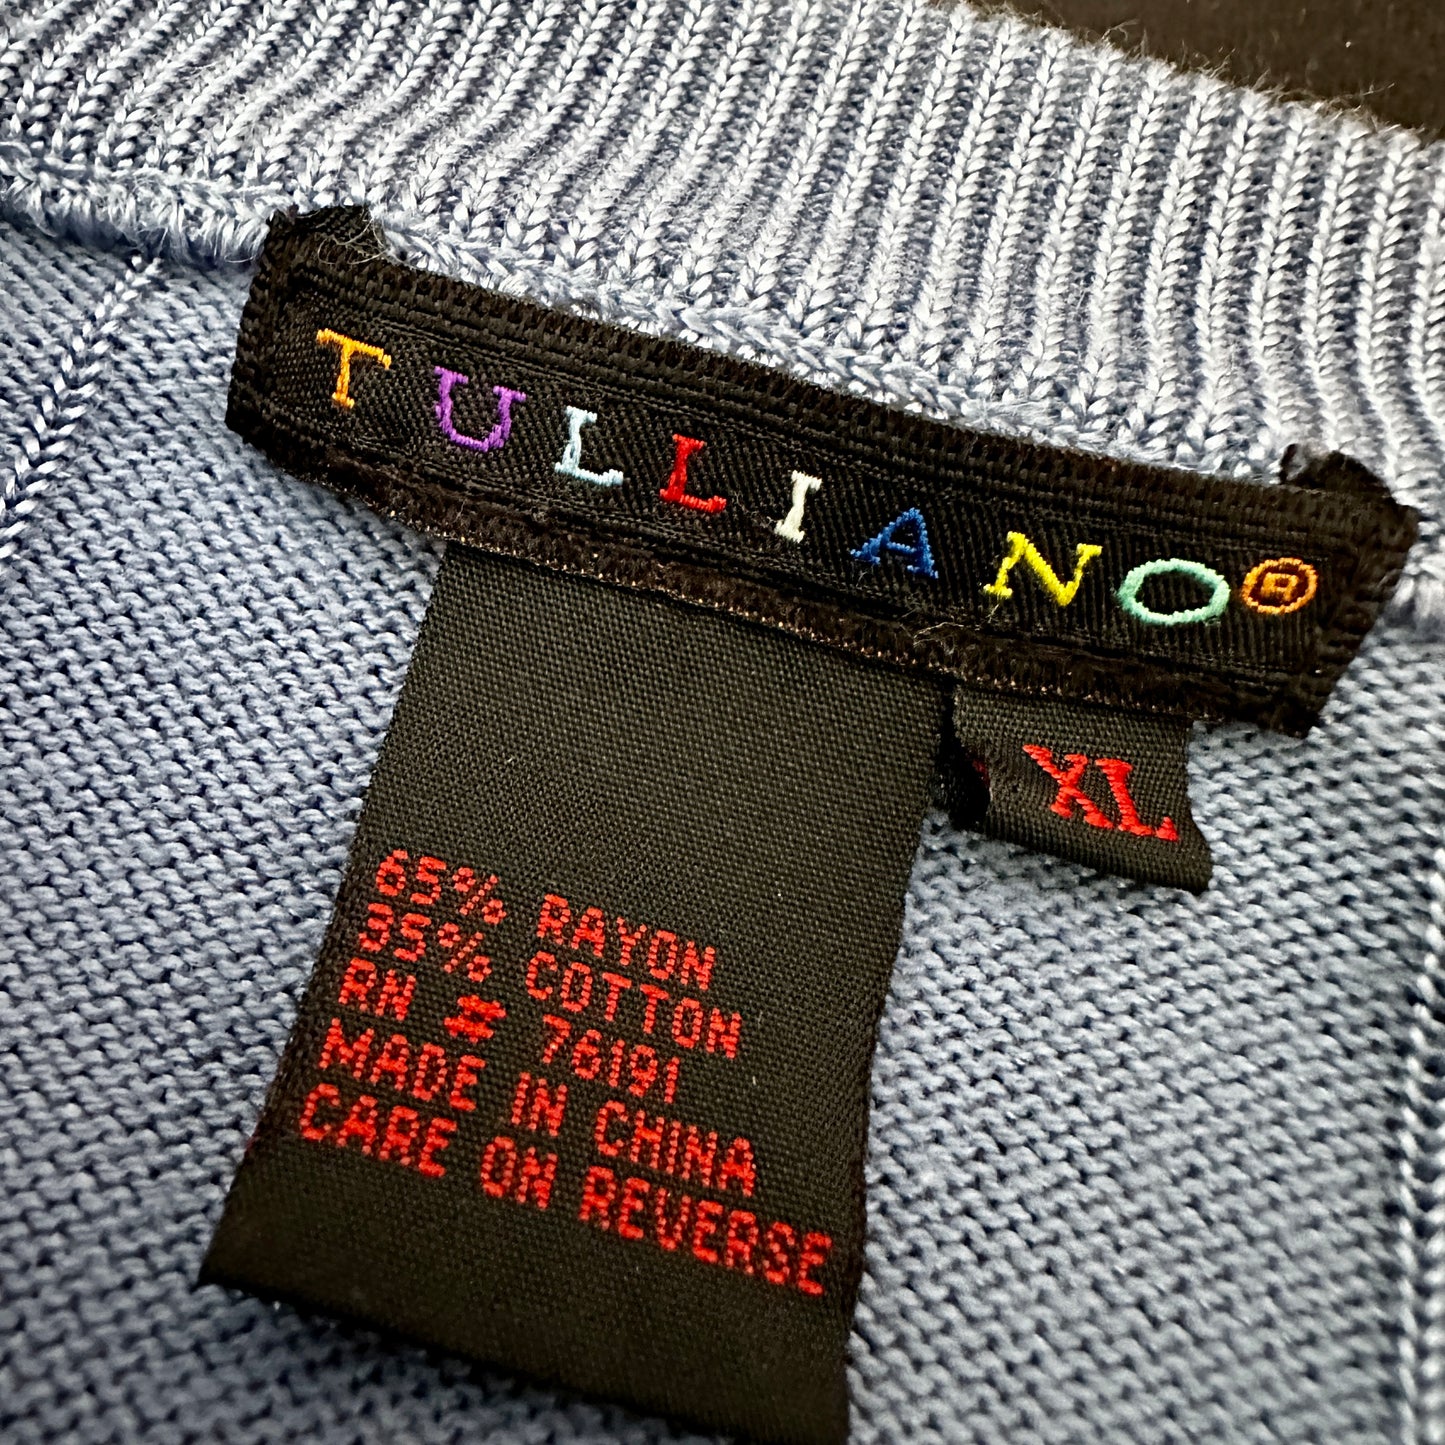 TULLIANO®
XL
65% RAYON
35% COTTON
RN # 76191
MADE IN CHINA
CARE ON REVERSE